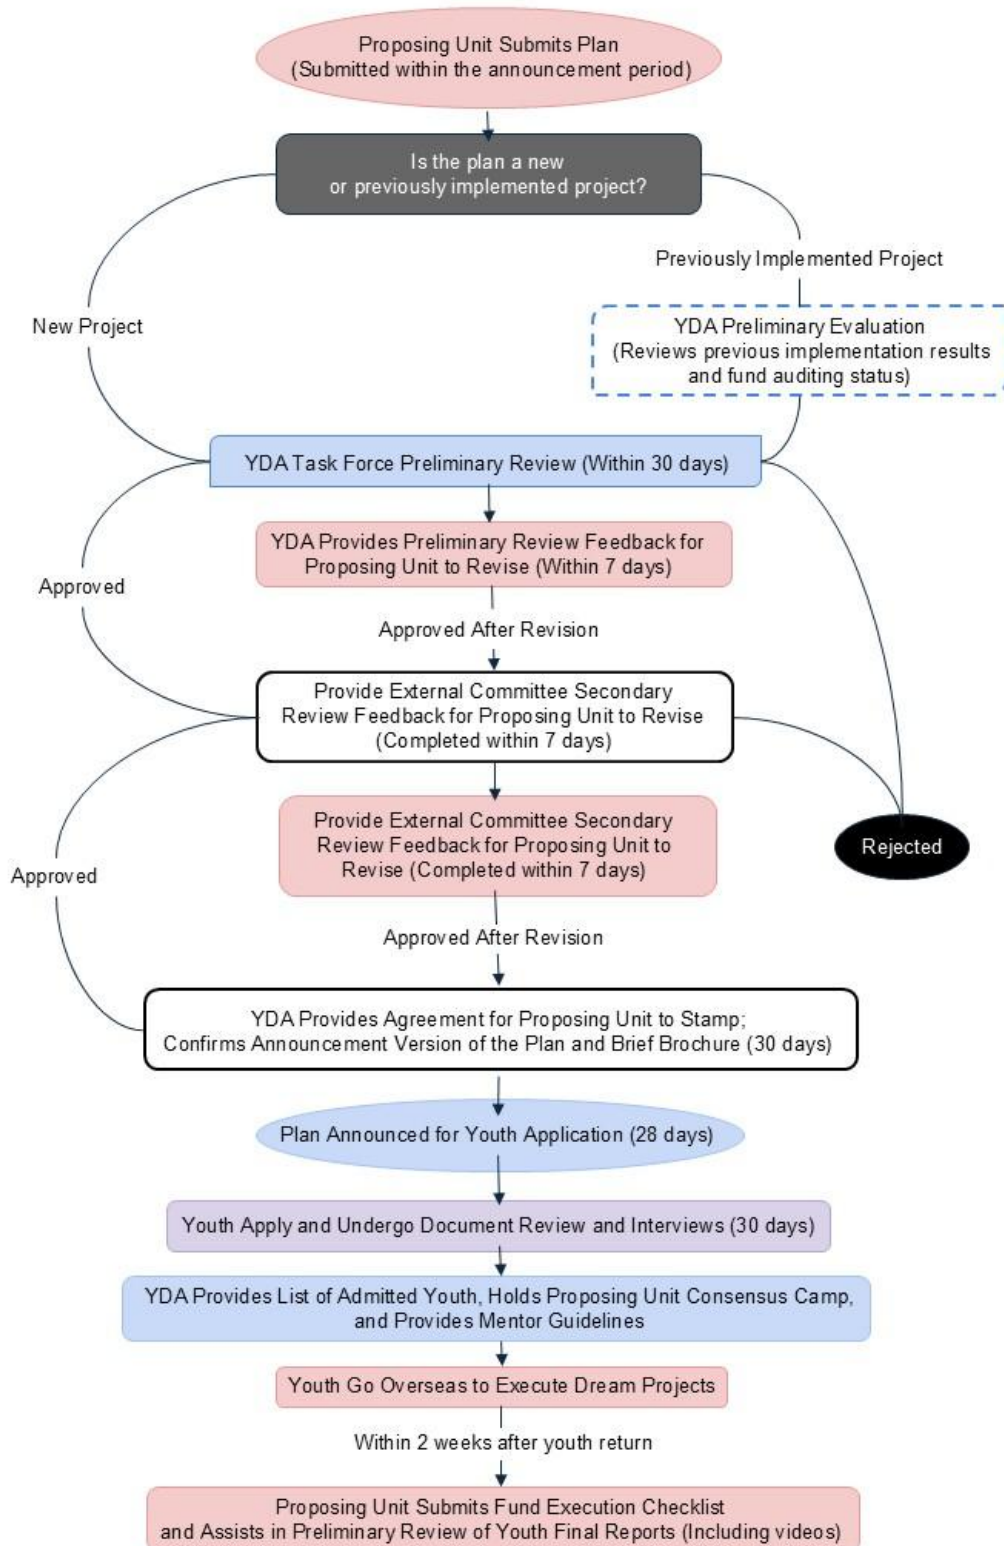 Proposing Unit Submits Plan
(Submitted within the announcement period)
Is the plan a new
or previously implemented project?
Previously Implemented Project
New Project
YDA Preliminary Evaluation
(Reviews previous implementation results
and fund auditing status)
YDA Task Force Preliminary Review (Within 30 days)
YDA Provides Preliminary Review Feedback for
Proposing Unit to Revise (Within 7 days)
Approved
Approved After Revision
Provide External Committee Secondary
Review Feedback for Proposing Unit to Revise
(Completed within 7 days)
Provide External Committee Secondary
Review Feedback for Proposing Unit to
Revise (Completed within 7 days)
Rejected
Approved
Approved After Revision
YDA Provides Agreement for Proposing Unit to Stamp;
Confirms Announcement Version of the Plan and Brief Brochure (30 days)
Plan Announced for Youth Application (28 days)
Youth Apply and Undergo Document Review and Interviews (30 days)
YDA Provides List of Admitted Youth, Holds Proposing Unit Consensus Camp,
and Provides Mentor Guidelines
Youth Go Overseas to Execute Dream Projects
Within 2 weeks after youth return
Proposing Unit Submits Fund Execution Checklist
and Assists in Preliminary Review of Youth Final Reports (Including videos)